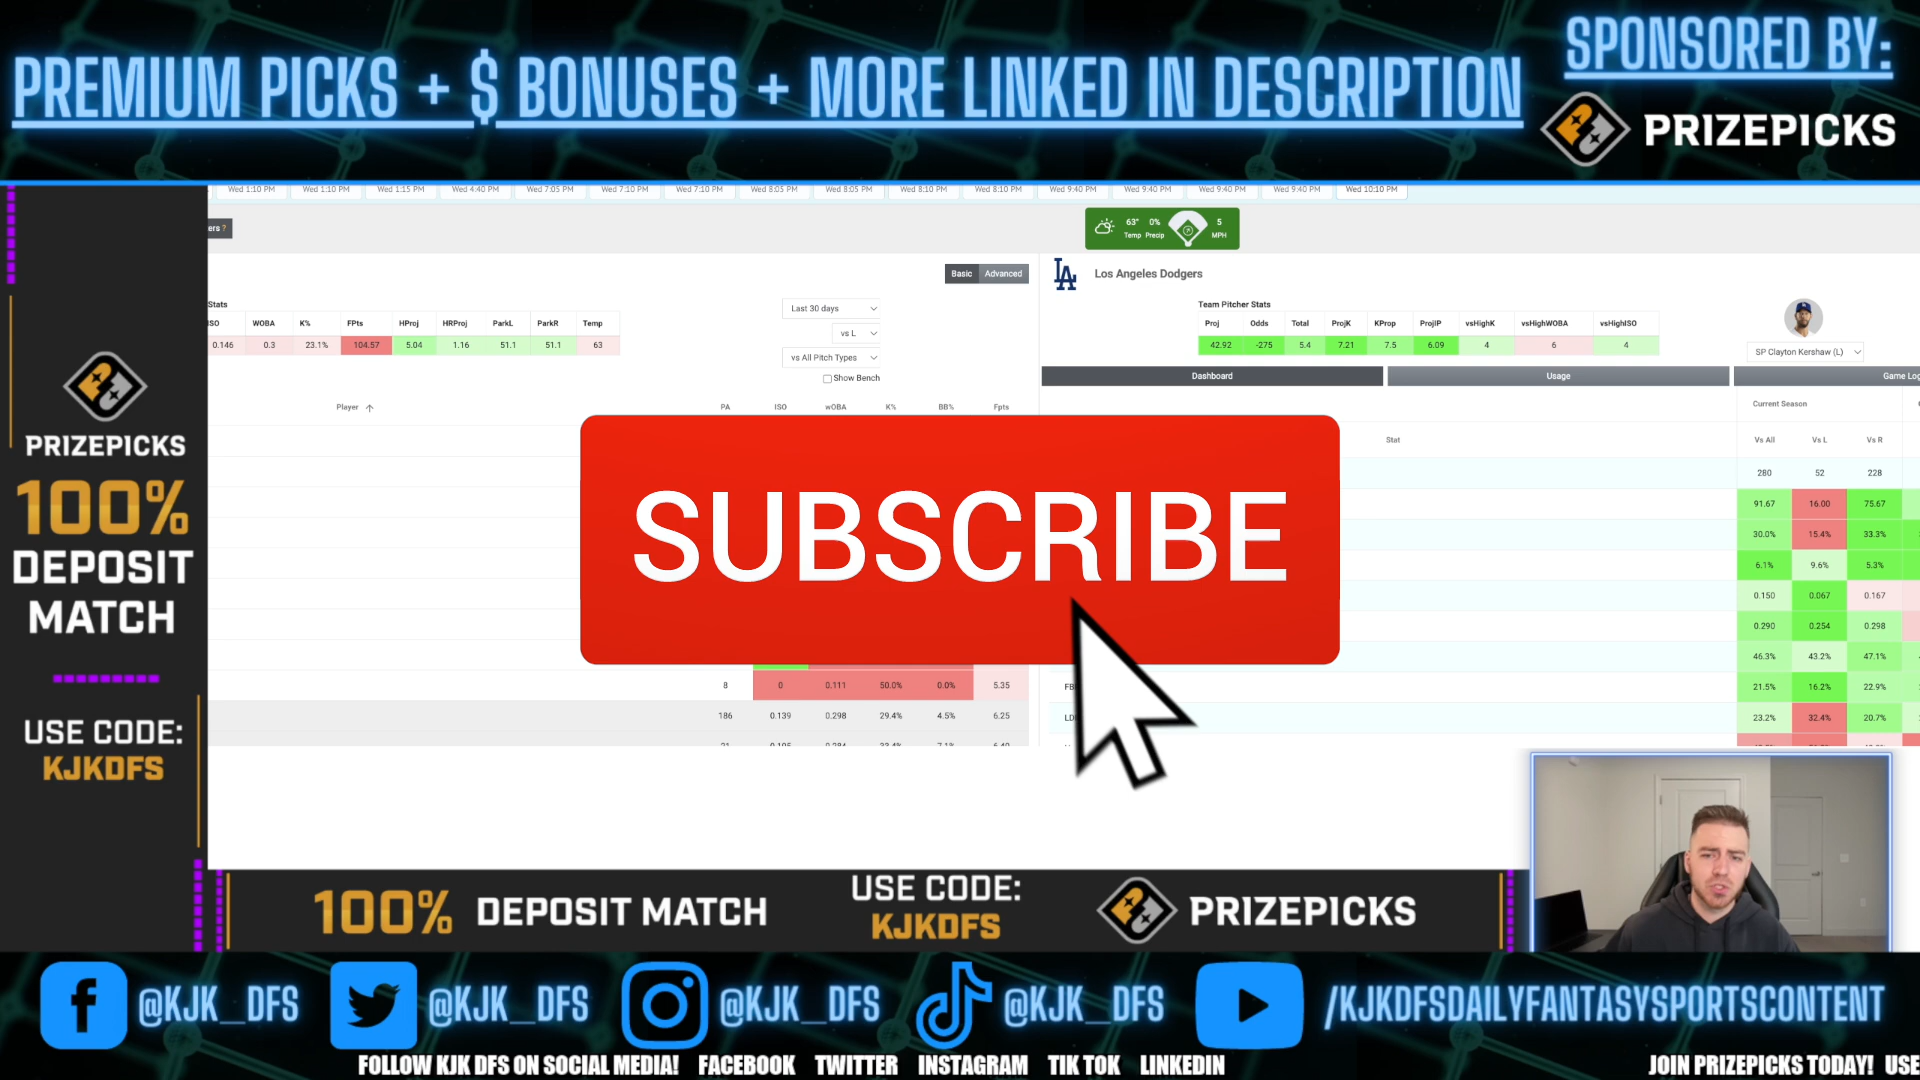 PREMIUM PICKS + $ BONUSES + MORE LINKED IN DESCRIPTION
SPONSORED BY:
PRIZEPICKS
Wed 1:10 PM Wed 1:10 PM Wed 1:15 PM Wed 4:40 PM Wed 7:05 PM Wed 7:10 PM Wed 7:10 PM Wed 8:05 PM Wed 8:05 PM Wed 8:10 PM Wed 8:10 PM Wed 9:40 PM Wed 9:40 PM Wed 9:40 PM Wed 9:40 PM Wed 10:10 PM
ers ?
63° 0% 5
Temp Precip MPH
Basic Advanced
LA Los Angeles Dodgers
Stats
ISO WOBA K% FPts HProj HRProj ParkL ParkR Temp
0.146 0.3 23.1% 104.57 5.04 1.16 51.1 51.1 63
Last 30 days
vs L
vs All Pitch Types
Show Bench
Player PA ISO wOBA K% BB% Fpts
8 0 0.111 50.0% 0.0% 5.35
186 0.139 0.298 29.4% 4.5% 6.25
Team Pitcher Stats
Proj Odds Total ProjK KProp ProjIP vsHighK vsHighWOBA vsHighISO
42.92 -275 5.4 7.21 7.5 6.09 4 6 4
SP Clayton Kershaw (L)
Dashboard Usage Game Log
Current Season
Stat Vs All Vs L Vs R
280 52 228
91.67 16.00 75.67
30.0% 15.4% 33.3%
6.1% 9.6% 5.3%
0.150 0.067 0.167
0.290 0.254 0.298
46.3% 43.2% 47.1%
FB 21.5% 16.2% 22.9%
LD 23.2% 32.4% 20.7%
SUBSCRIBE
PRIZEPICKS
100%
DEPOSIT
MATCH
USE CODE:
KJKDFS
100% DEPOSIT MATCH
USE CODE:
KJKDFS
PRIZEPICKS
@KJK_DFS @KJK_DFS @KJK_DFS @KJK_DFS /KJKDFSDAILYFANTASYSPORTSCONTENT
FOLLOW KJK DFS ON SOCIAL MEDIA! FACEBOOK TWITTER INSTAGRAM TIK TOK LINKEDIN JOIN PRIZEPICKS TODAY! USE